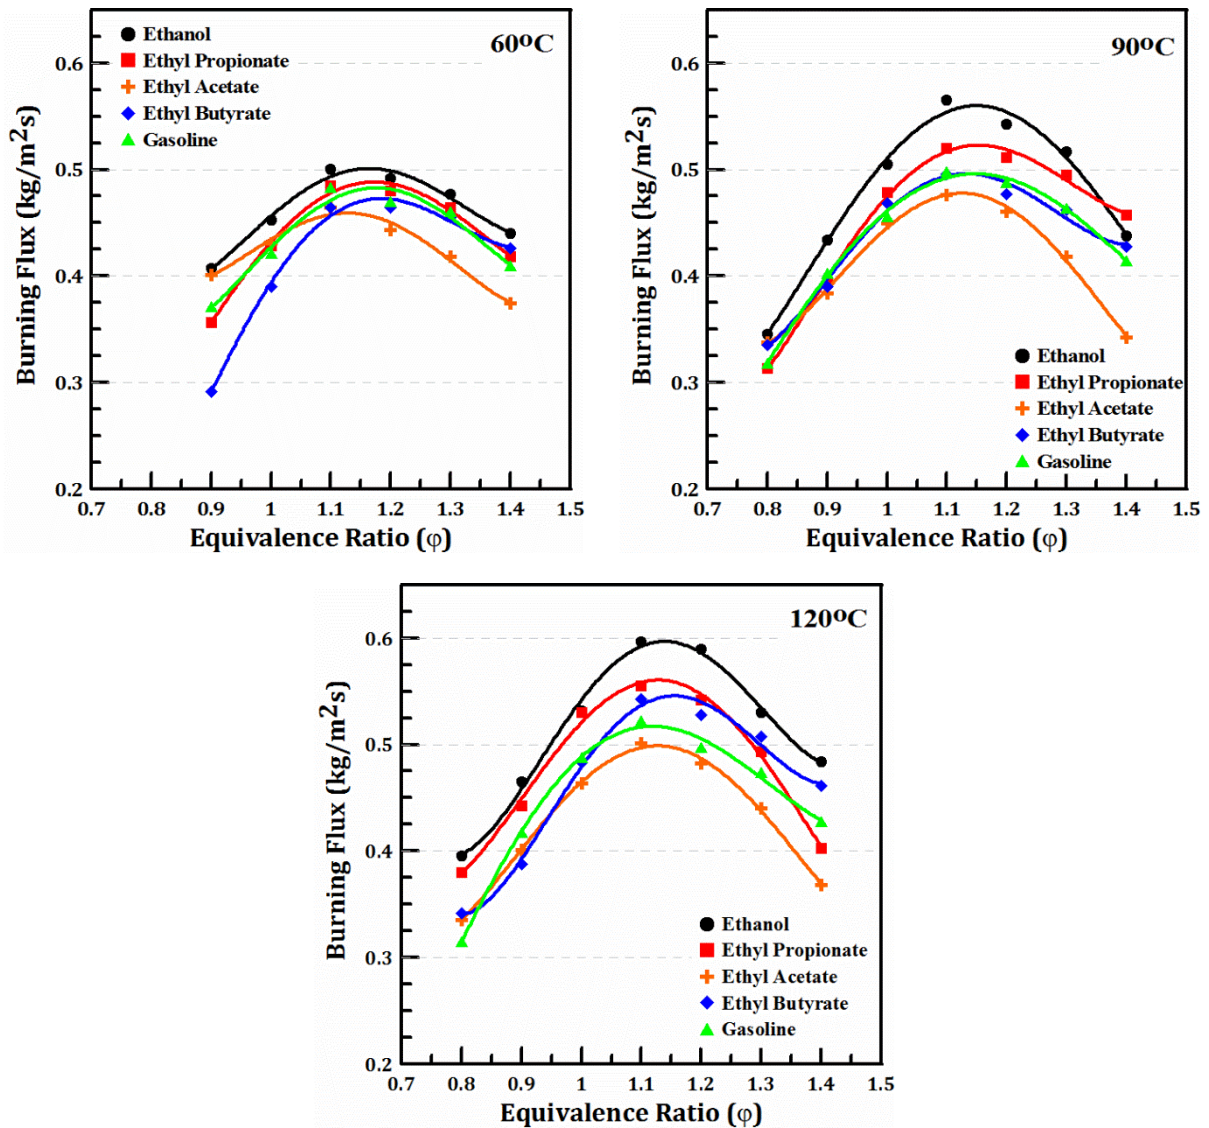 60ºC
Ethanol
Ethyl Propionate
Ethyl Acetate
Ethyl Butyrate
Gasoline
Burning Flux (kg/m²s)
0.6
0.5
0.4
0.3
0.2
0.7 0.8 0.9 1 1.1 1.2 1.3 1.4 1.5
Equivalence Ratio (φ)
90ºC
Burning Flux (kg/m²s)
0.6
0.5
0.4
0.3
0.2
Ethanol
Ethyl Propionate
Ethyl Acetate
Ethyl Butyrate
Gasoline
0.7 0.8 0.9 1 1.1 1.2 1.3 1.4 1.5
Equivalence Ratio (φ)
120ºC
Burning Flux (kg/m²s)
0.6
0.5
0.4
0.3
0.2
Ethanol
Ethyl Propionate
Ethyl Acetate
Ethyl Butyrate
Gasoline
0.7 0.8 0.9 1 1.1 1.2 1.3 1.4 1.5
Equivalence Ratio (φ)